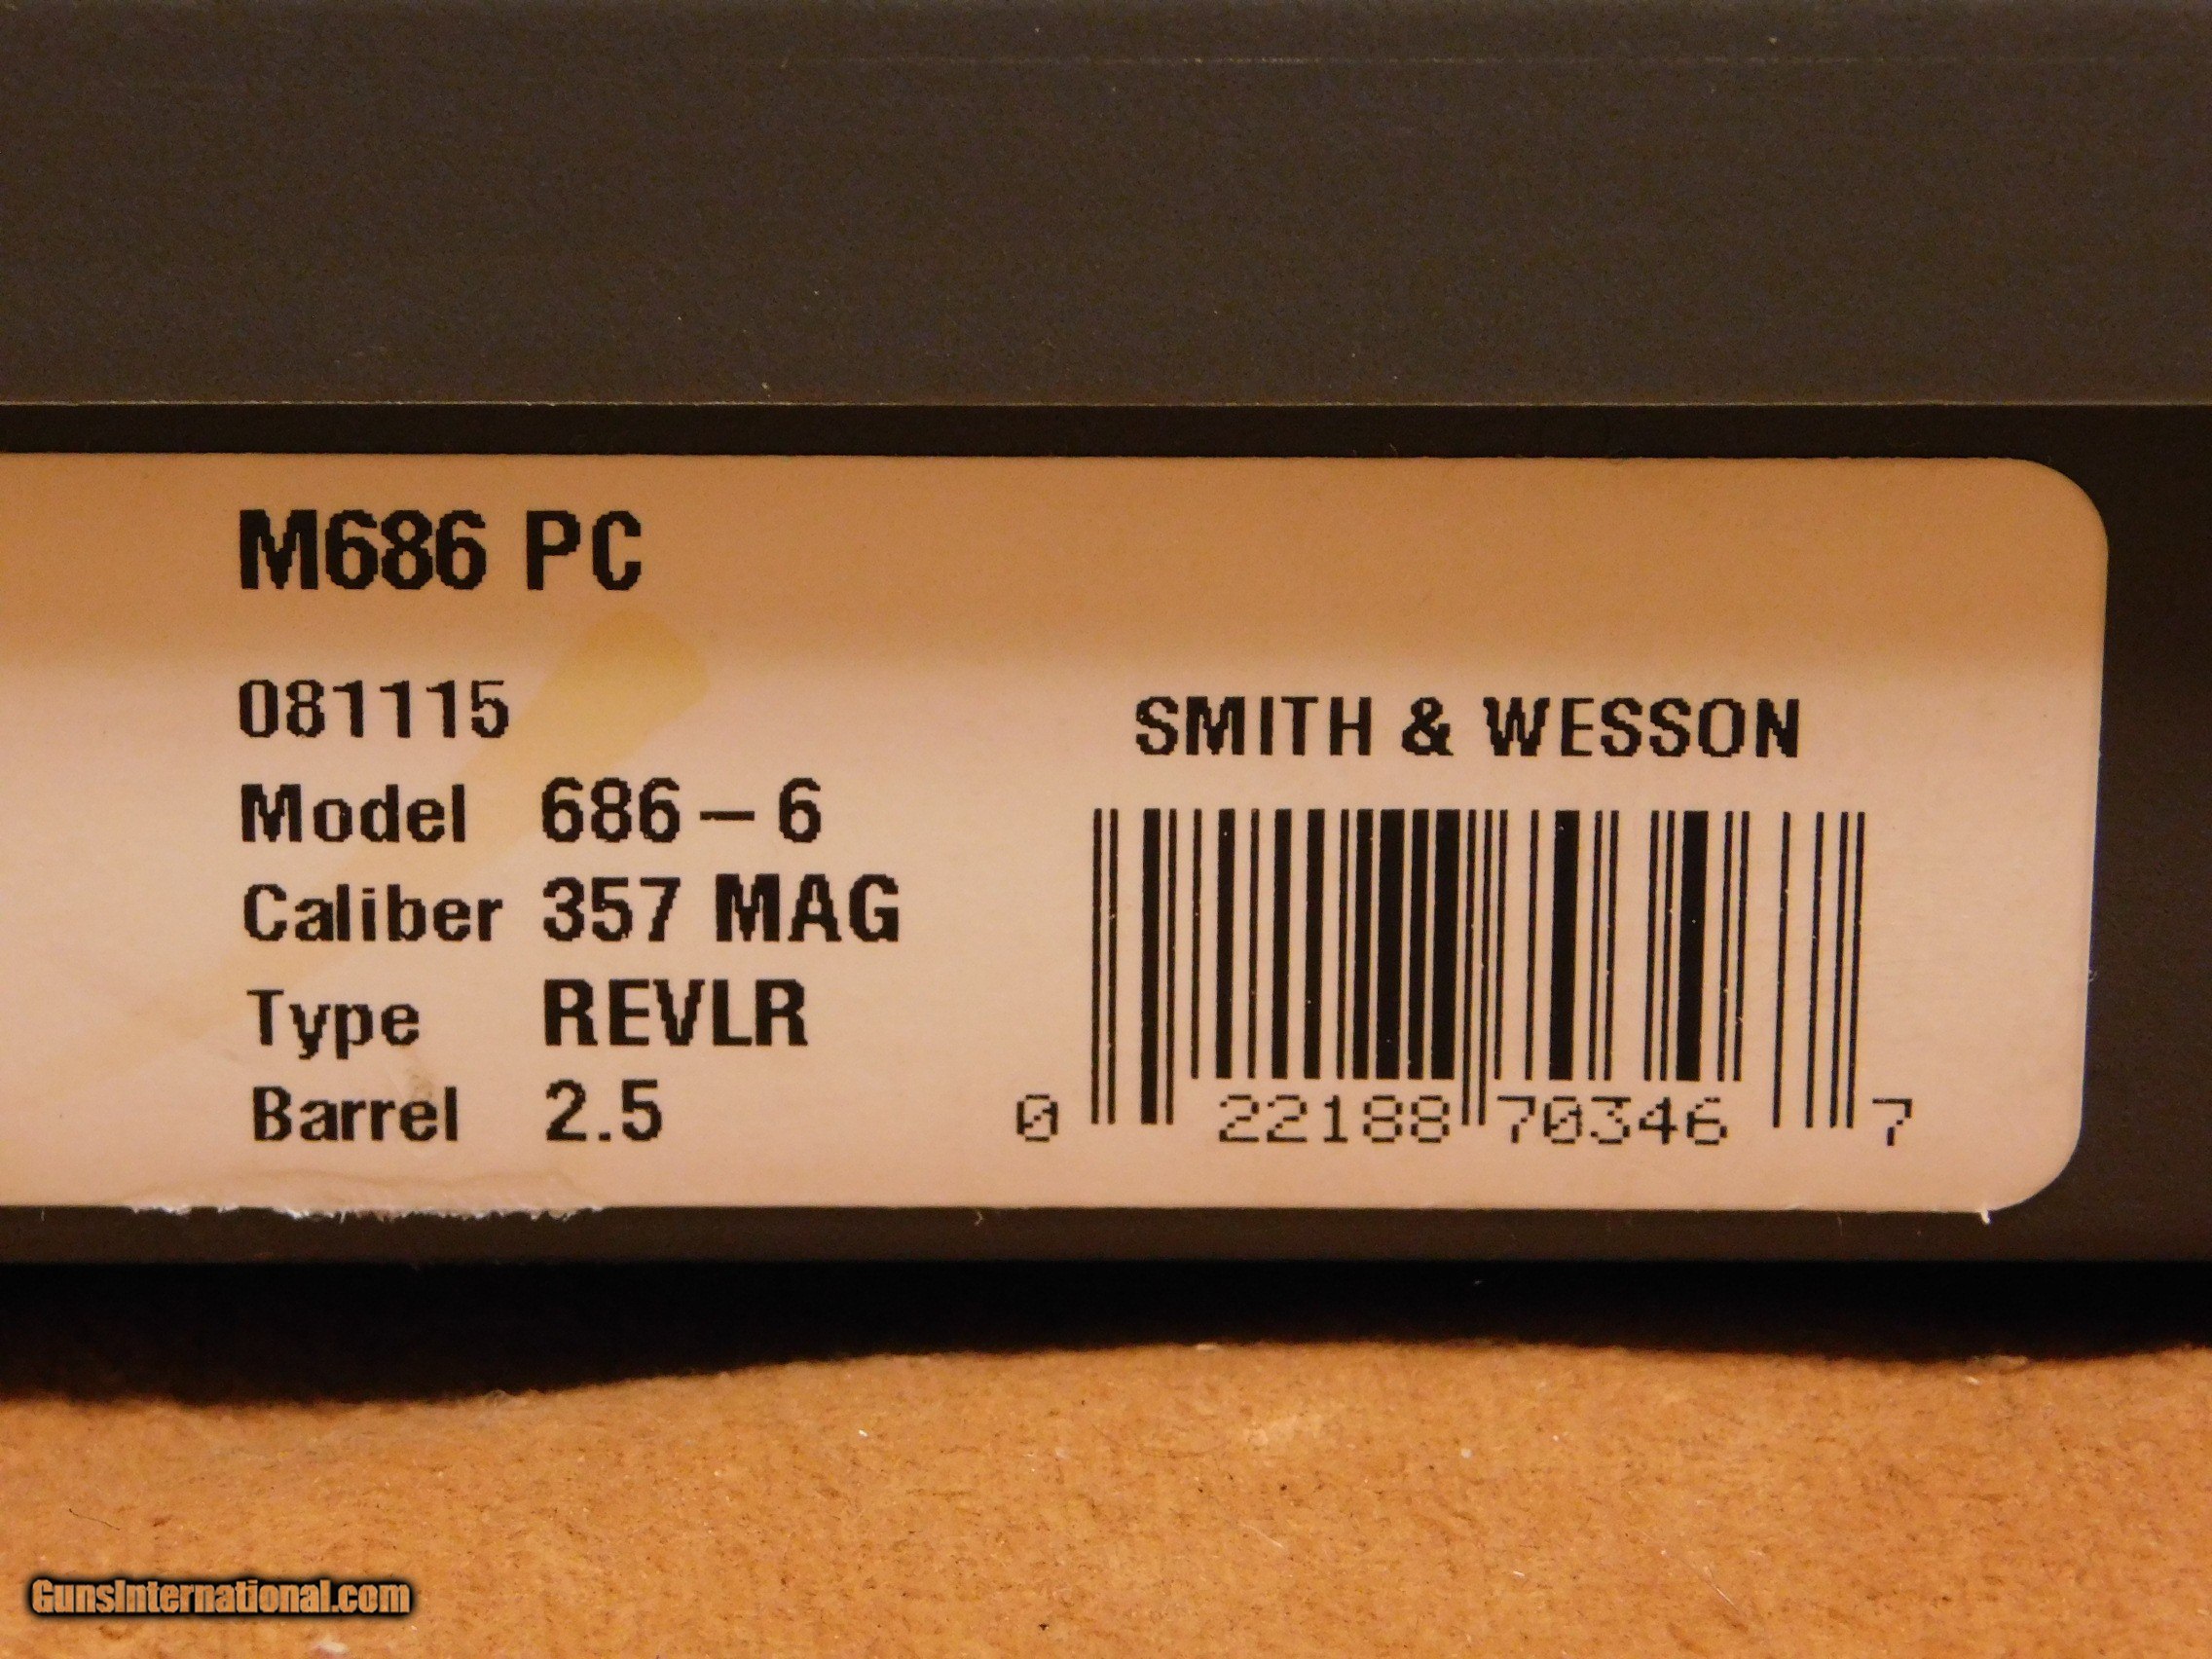 M686 PC
081115
Model 686 – 6
Caliber 357 MAG
Type REVLR
Barrel 2.5
SMITH & WESSON
0 22188 70346 7
GunsInternational.com